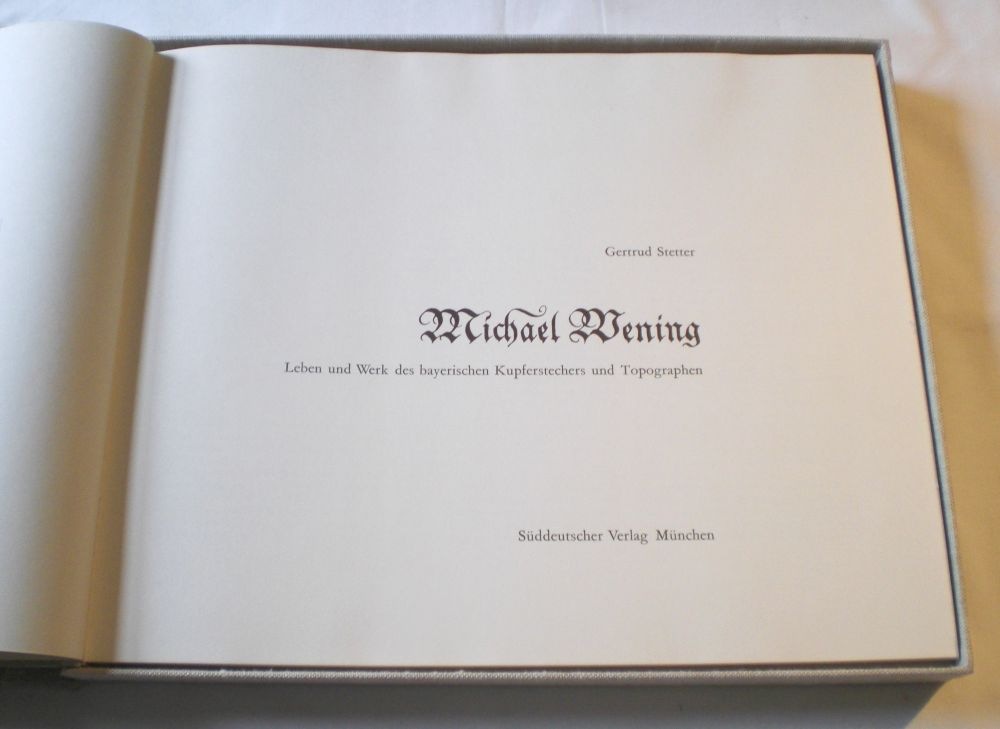 Gertrud Stetter
Michael Wening
Leben und Werk des bayerischen Kupferstechers und Topographen
Süddeutscher Verlag München